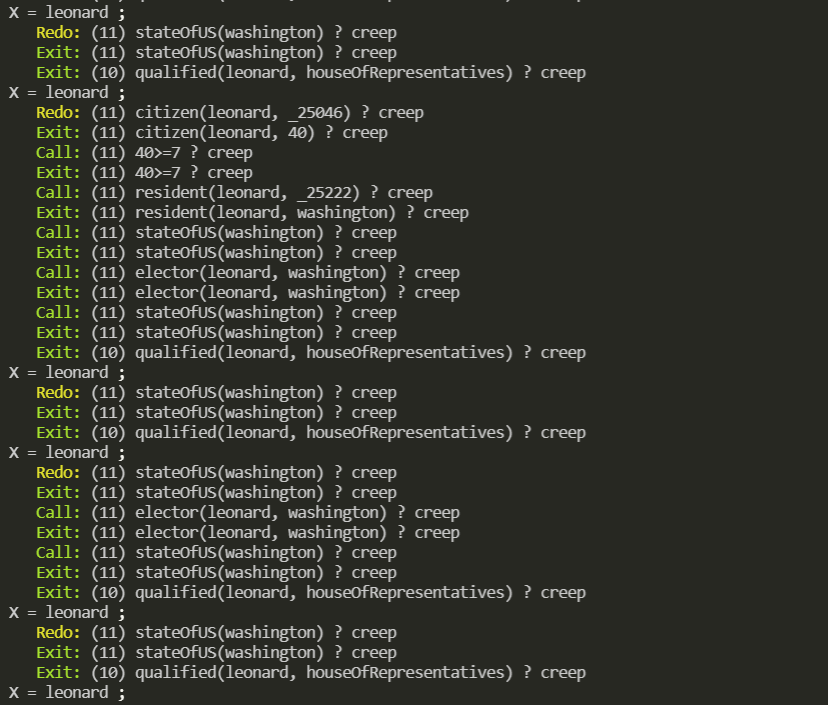 X = leonard ;
Redo: (11) stateOfUS(washington) ? creep
Exit: (11) stateOfUS(washington) ? creep
Exit: (10) qualified(leonard, houseOfRepresentatives) ? creep
X = leonard ;
Redo: (11) citizen(leonard, _25046) ? creep
Exit: (11) citizen(leonard, 40) ? creep
Call: (11) 40>=7 ? creep
Exit: (11) 40>=7 ? creep
Call: (11) resident(leonard, _25222) ? creep
Exit: (11) resident(leonard, washington) ? creep
Call: (11) stateOfUS(washington) ? creep
Exit: (11) stateOfUS(washington) ? creep
Call: (11) elector(leonard, washington) ? creep
Exit: (11) elector(leonard, washington) ? creep
Call: (11) stateOfUS(washington) ? creep
Exit: (11) stateOfUS(washington) ? creep
Exit: (10) qualified(leonard, houseOfRepresentatives) ? creep
X = leonard ;
Redo: (11) stateOfUS(washington) ? creep
Exit: (11) stateOfUS(washington) ? creep
Exit: (10) qualified(leonard, houseOfRepresentatives) ? creep
X = leonard ;
Redo: (11) stateOfUS(washington) ? creep
Exit: (11) stateOfUS(washington) ? creep
Call: (11) elector(leonard, washington) ? creep
Exit: (11) elector(leonard, washington) ? creep
Call: (11) stateOfUS(washington) ? creep
Exit: (11) stateOfUS(washington) ? creep
Exit: (10) qualified(leonard, houseOfRepresentatives) ? creep
X = leonard ;
Redo: (11) stateOfUS(washington) ? creep
Exit: (11) stateOfUS(washington) ? creep
Exit: (10) qualified(leonard, houseOfRepresentatives) ? creep
X = leonard ;